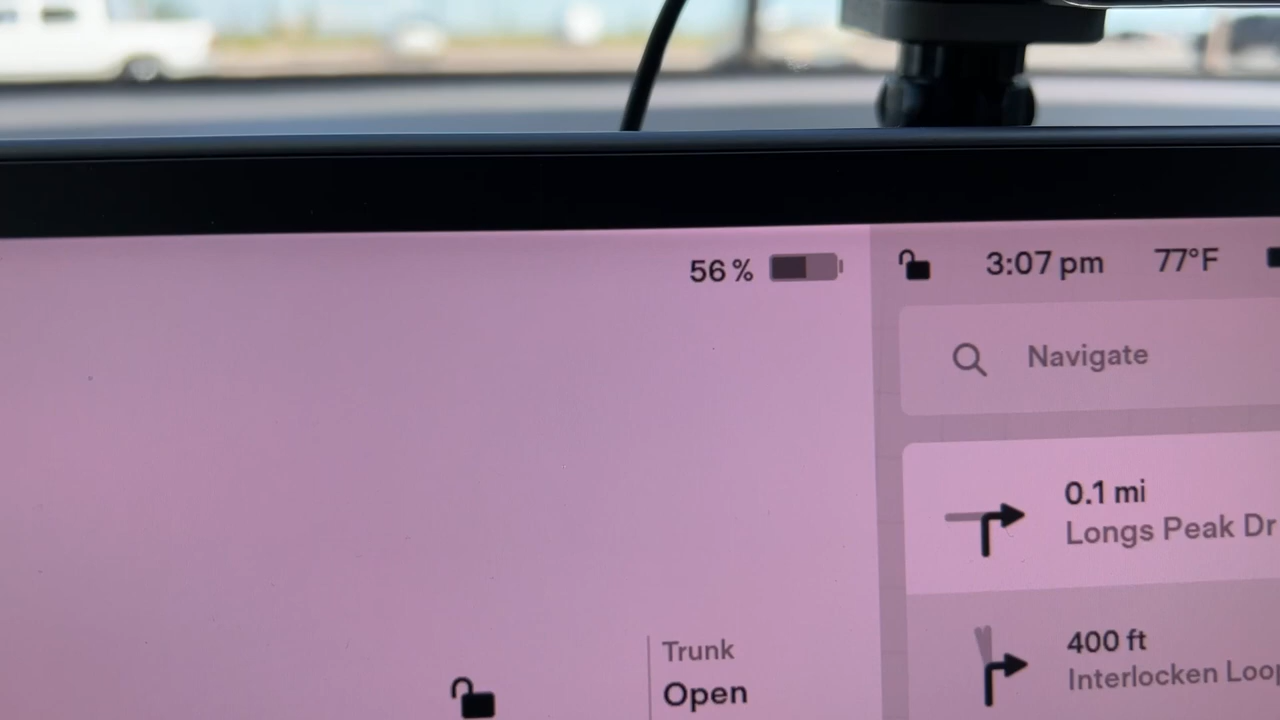 56%
3:07 pm 77°F
Navigate
0.1 mi
Longs Peak Dr
400 ft
Interlocken Loop
Trunk
Open